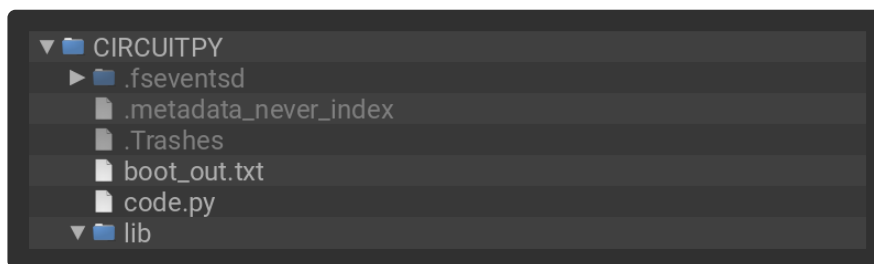 CIRCUITPY
.fseventsd
.metadata_never_index
.Trashes
boot_out.txt
code.py
lib